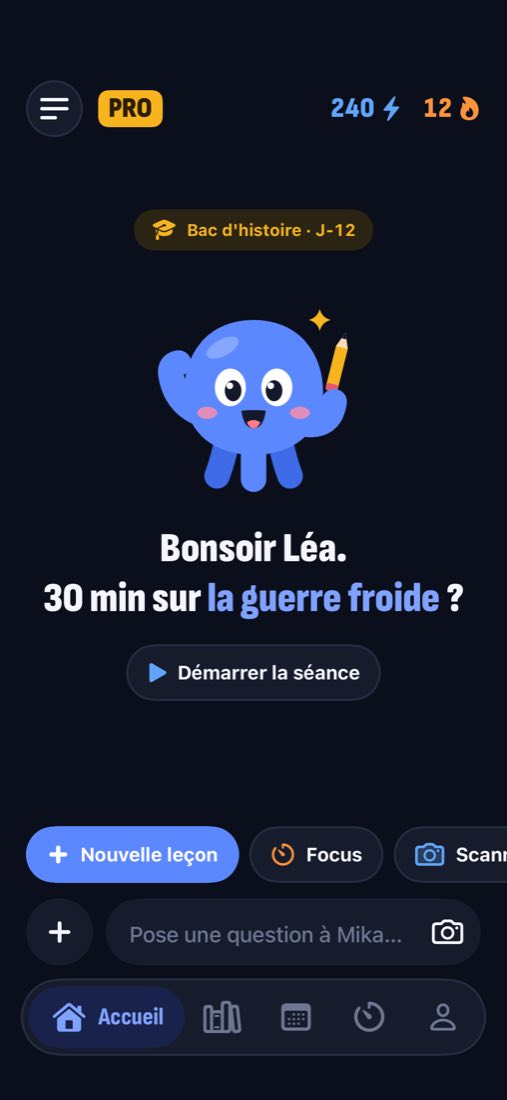 PRO
240
12
Bac d'histoire · J-12
Bonsoir Léa.
30 min sur la guerre froide ?
Démarrer la séance
Nouvelle leçon
Focus
Scann
Pose une question à Mika...
Accueil